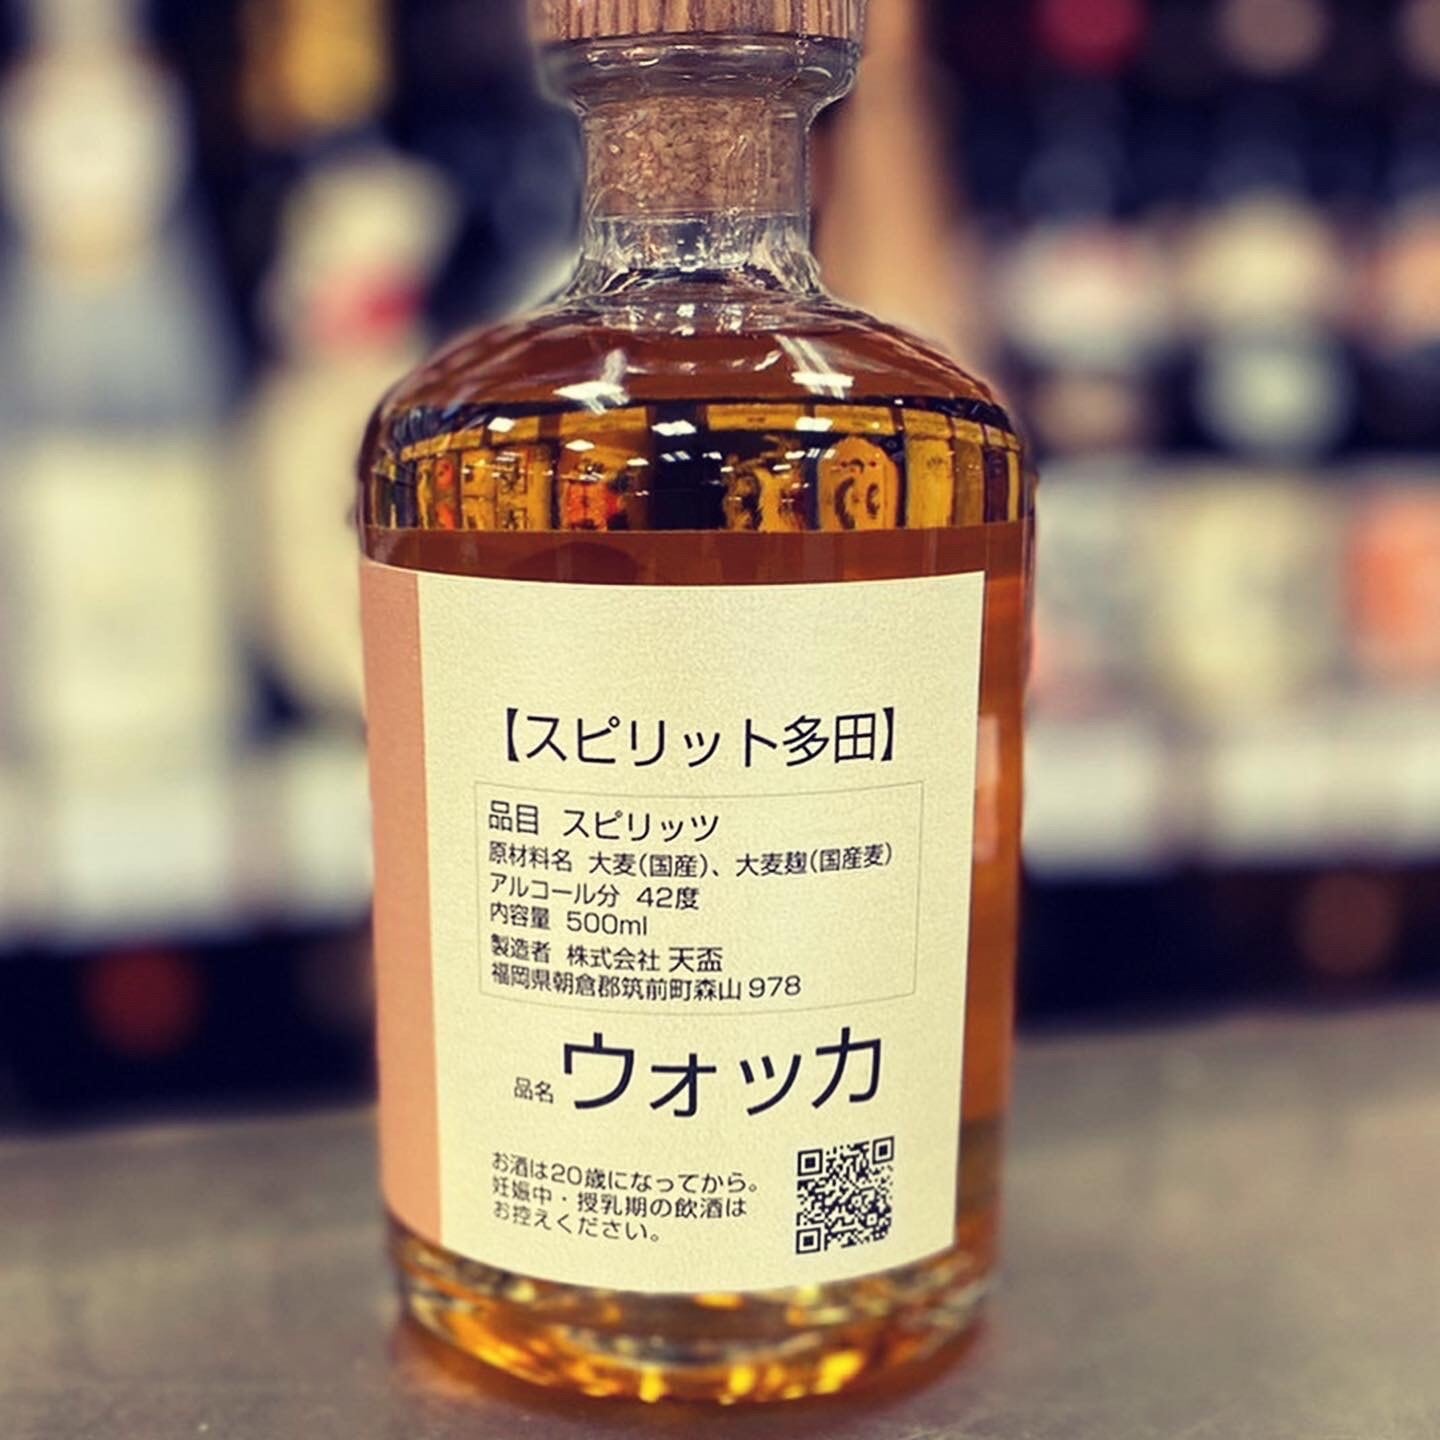 【スピリット多田】
品目 スピリッツ
原材料名 大麦(国産)、大麦麹(国産麦)
アルコール分 42度
内容量 500ml
製造者 株式会社 天盃
福岡県朝倉郡筑前町森山978
品名 ウォッカ
お酒は20歳になってから。
妊娠中・授乳期の飲酒は
お控えください。